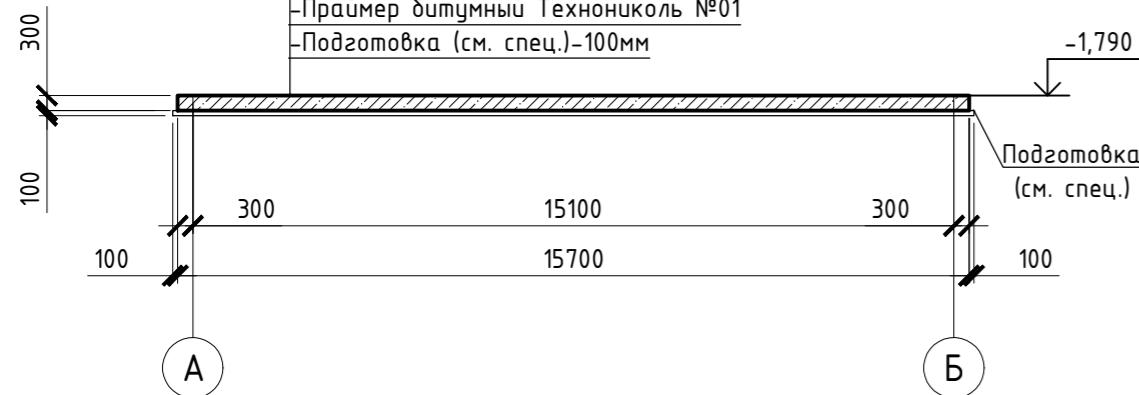 -Праймер битумный Технониколь №01
-Подготовка (см. спец.)-100мм
300
-1,790
100
Подготовка
(см. спец.)
300 15100 300
100 15700 100
А Б